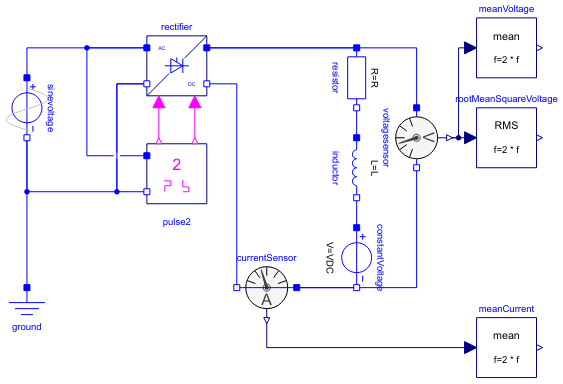 meanVoltage
rectifier
mean
AC
f=2 * f
DC
resistor
R=R
sinevoltage
+
−
rootMeanSquareVoltage
voltagesensor
RMS
f=2 * f
2
inductor
L=L
pulse2
constantVoltage
+
V=VDC
−
currentSensor
A
meanCurrent
ground
mean
f=2 * f